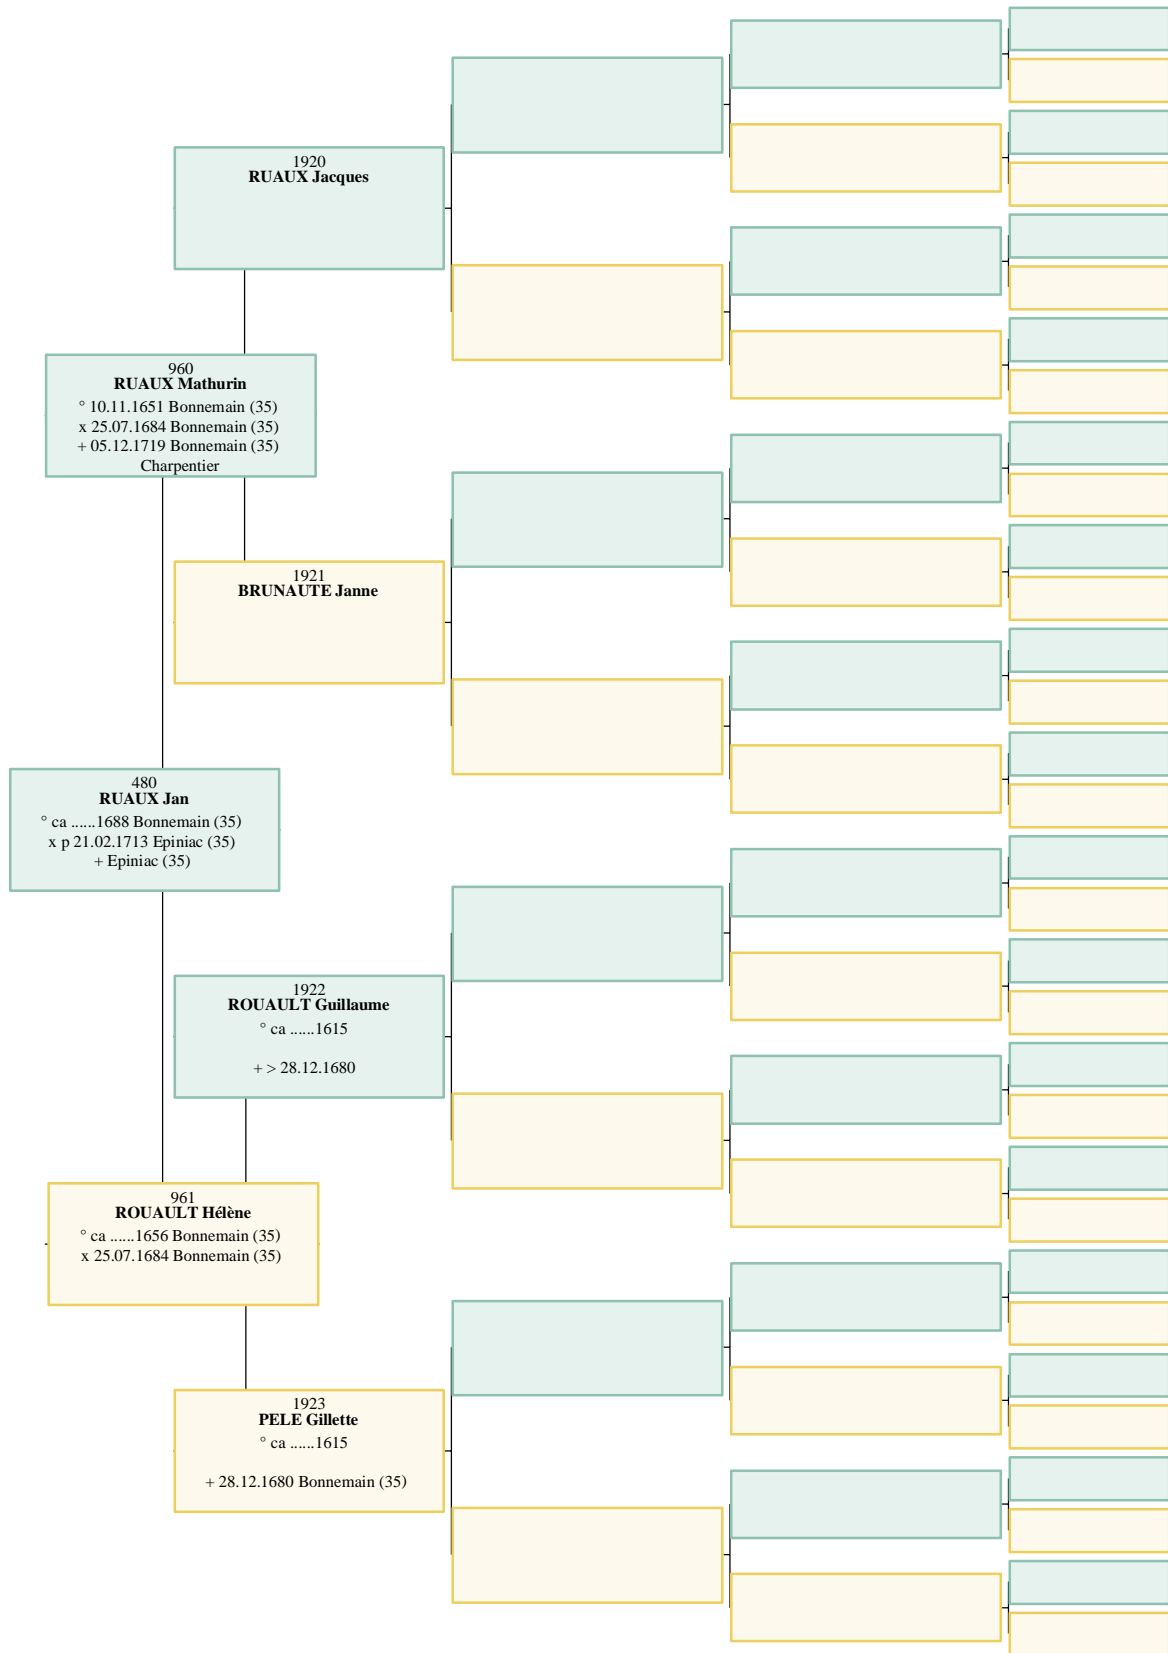 1920
RUAUX Jacques
960
RUAUX Mathurin
° 10.11.1651 Bonnemain (35)
x 25.07.1684 Bonnemain (35)
+ 05.12.1719 Bonnemain (35)
Charpentier
1921
BRUNAUTE Janne
480
RUAUX Jan
° ca ......1688 Bonnemain (35)
x p 21.02.1713 Epiniac (35)
+ Epiniac (35)
1922
ROUAULT Guillaume
° ca ......1615
+ > 28.12.1680
961
ROUAULT Hélène
° ca ......1656 Bonnemain (35)
x 25.07.1684 Bonnemain (35)
1923
PELE Gillette
° ca ......1615
+ 28.12.1680 Bonnemain (35)